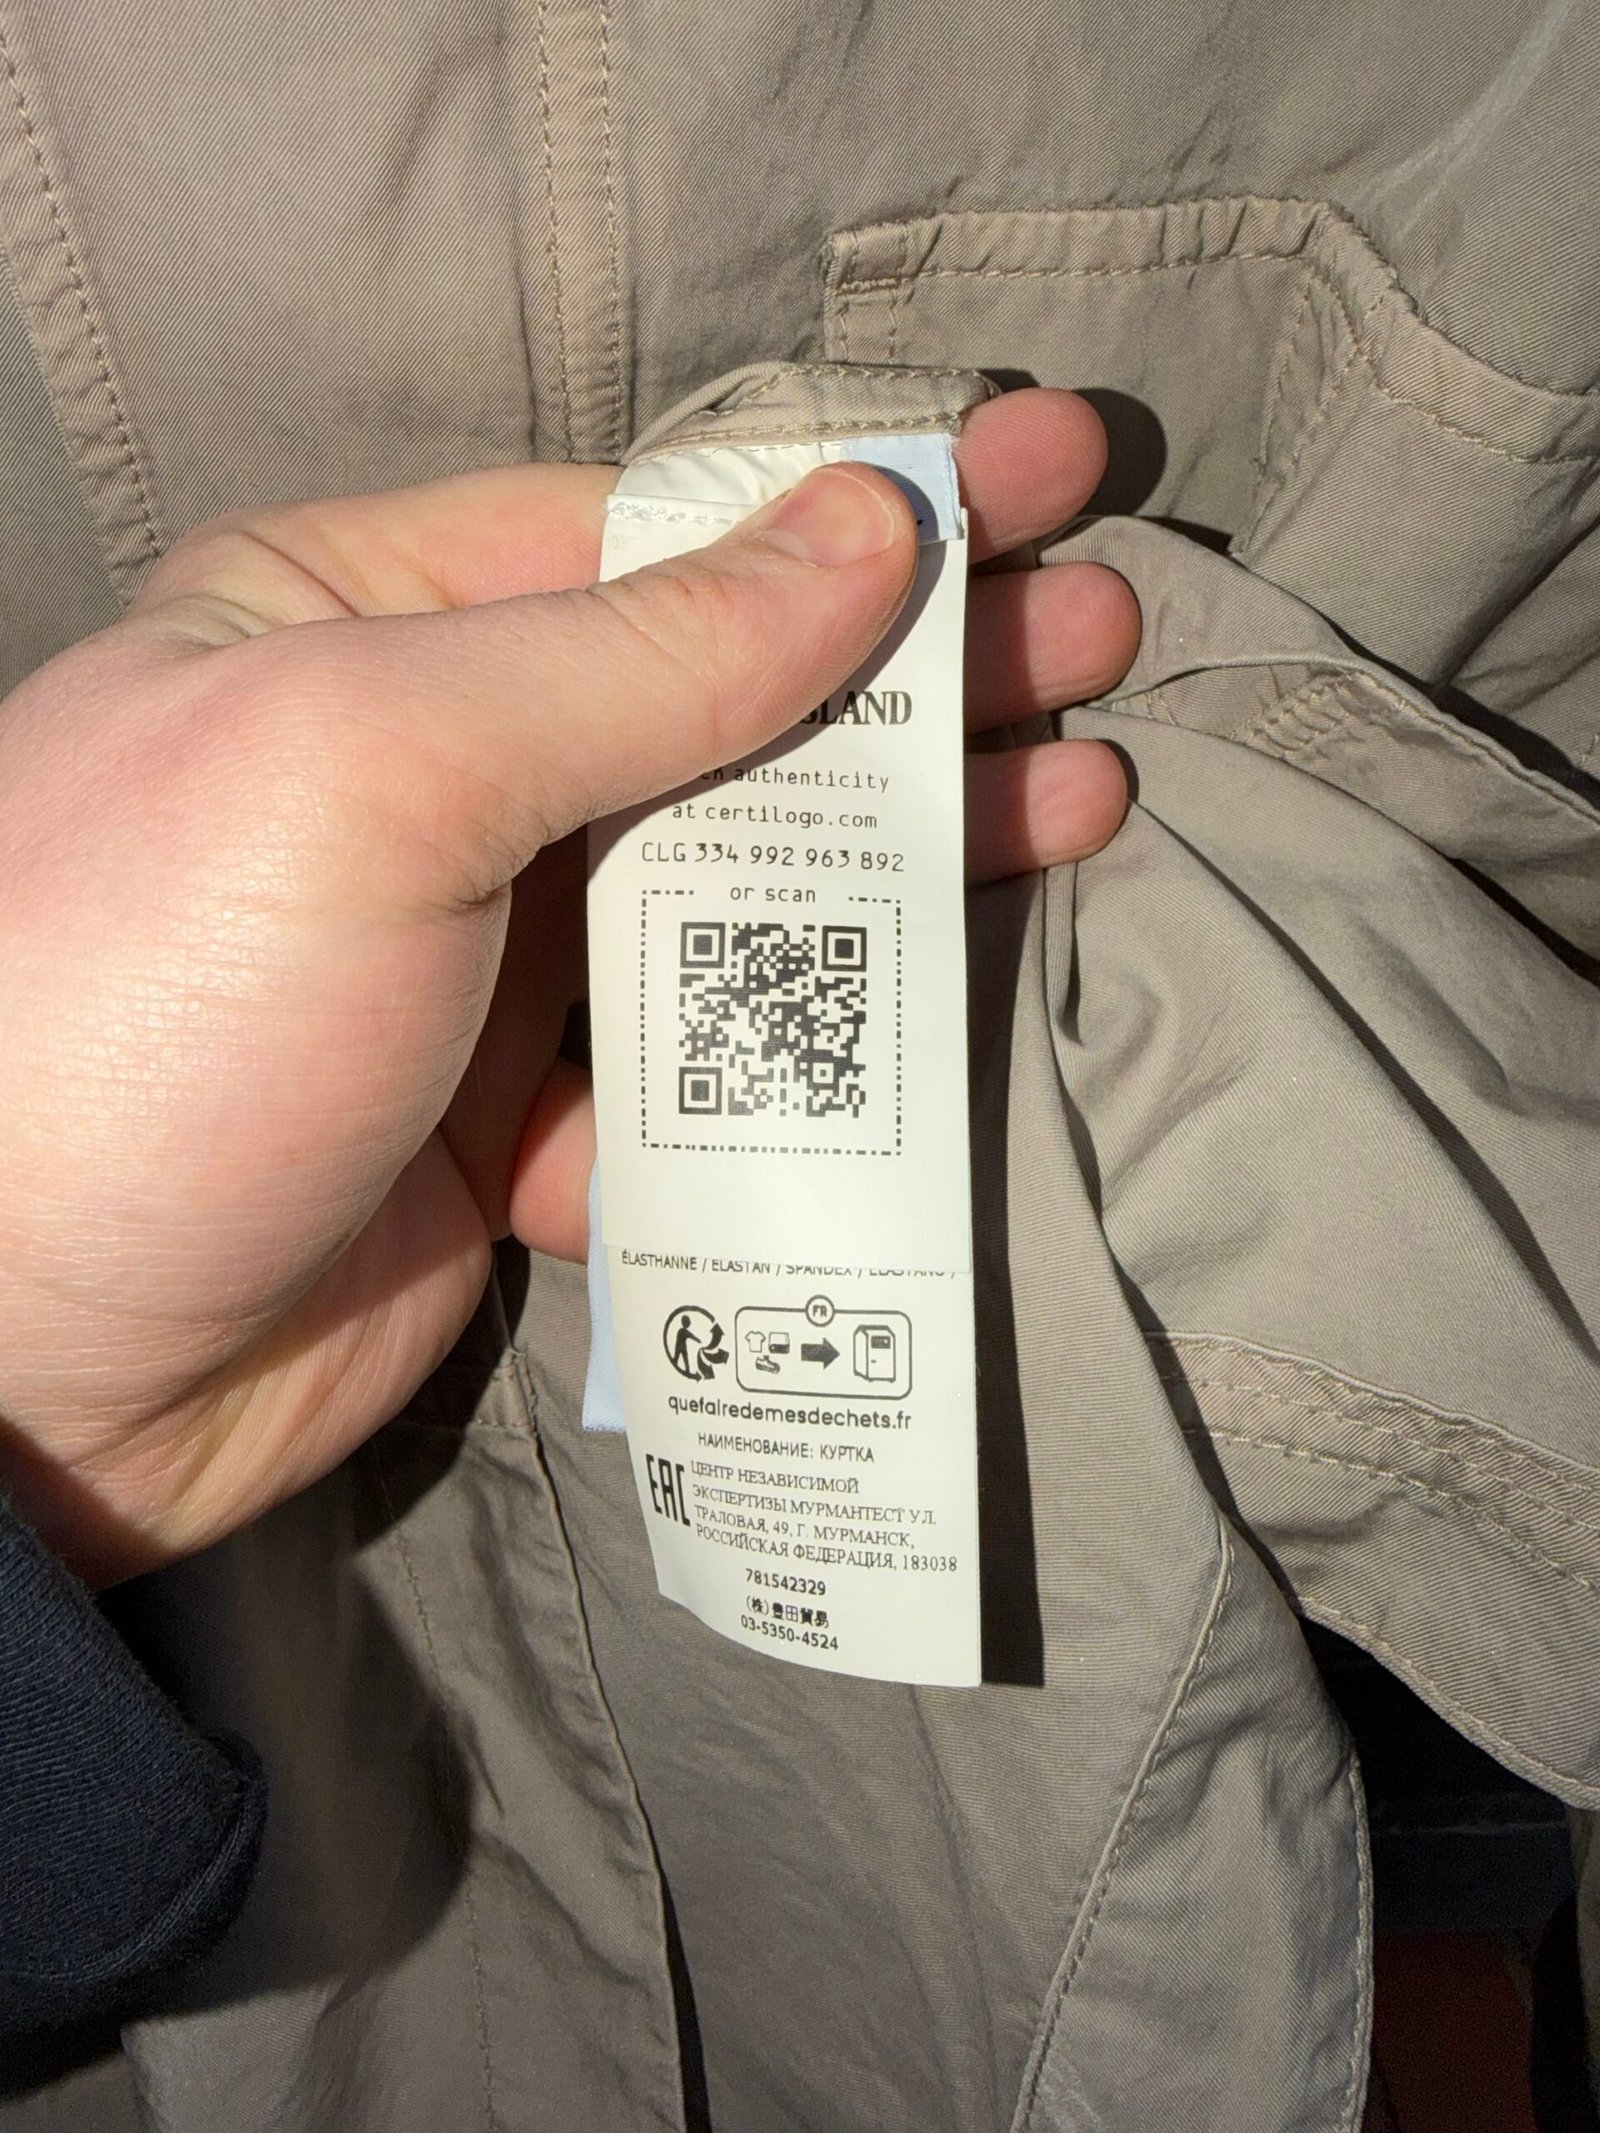 authenticity
at certilogo.com
CLG 334 992 963 892
or scan
ÉLASTHANNE / ELASTAN / SPANDEX / ELASTANO /
FR
quefairedemesdechets.fr
НАИМЕНОВАНИЕ: КУРТКА
EAC
ЦЕНТР НЕЗАВИСИМОЙ
ЭКСПЕРТИЗЫ МУРМАНТЕСТ УЛ.
ТРАЛОВАЯ, 49, Г. МУРМАНСК,
РОССИЙСКАЯ ФЕДЕРАЦИЯ, 183038
781542329
(株)豊田貿易
03-5350-4524